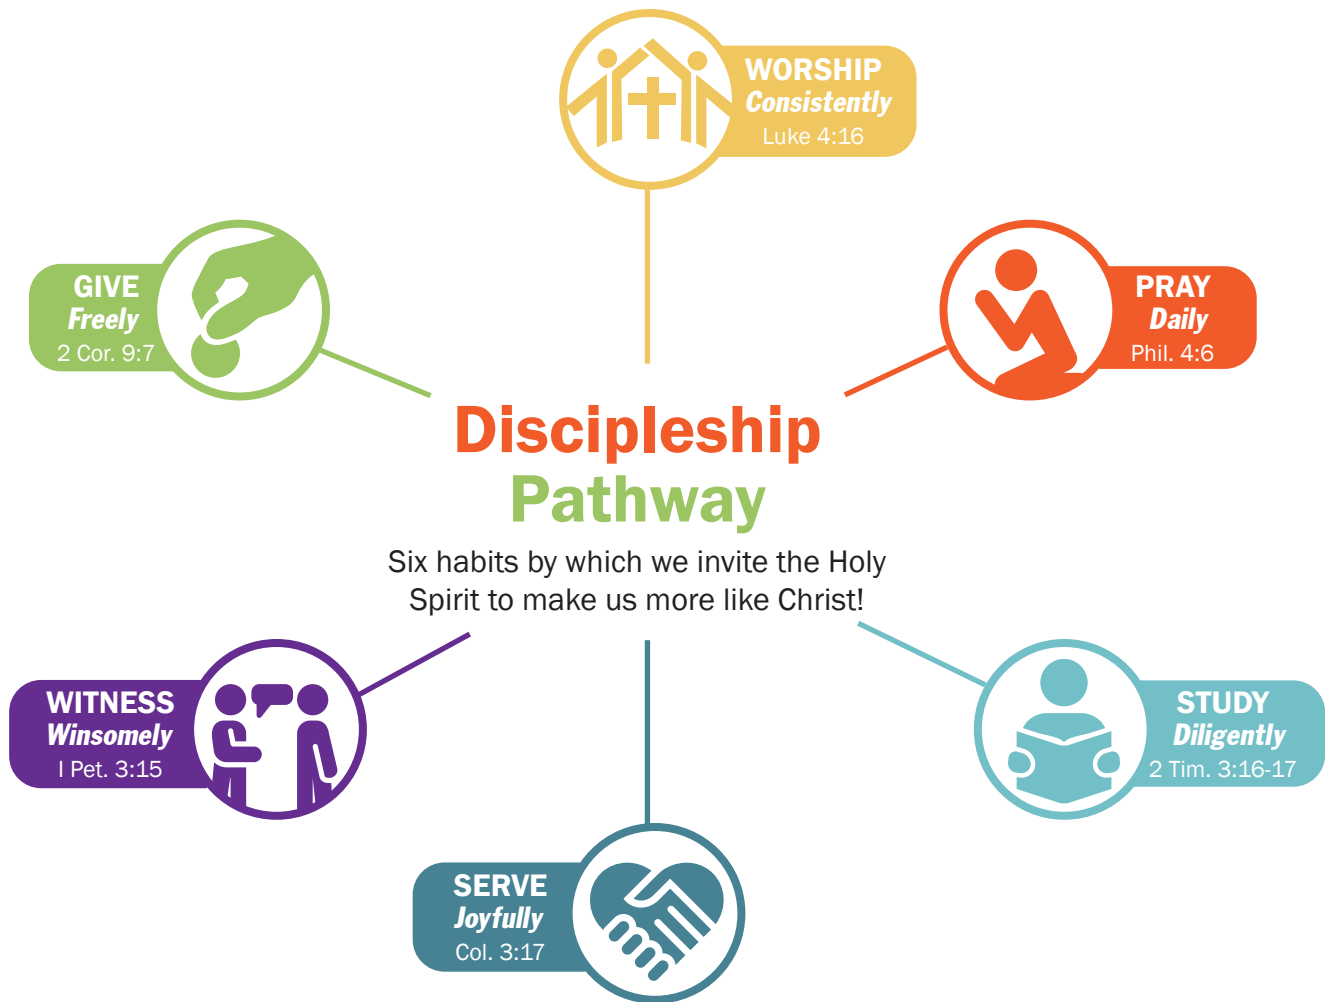 WORSHIP
Consistently
Luke 4:16
GIVE
Freely
2 Cor. 9:7
PRAY
Daily
Phil. 4:6
Discipleship
Pathway
Six habits by which we invite the Holy
Spirit to make us more like Christ!
WITNESS
Winsomely
I Pet. 3:15
STUDY
Diligently
2 Tim. 3:16-17
SERVE
Joyfully
Col. 3:17